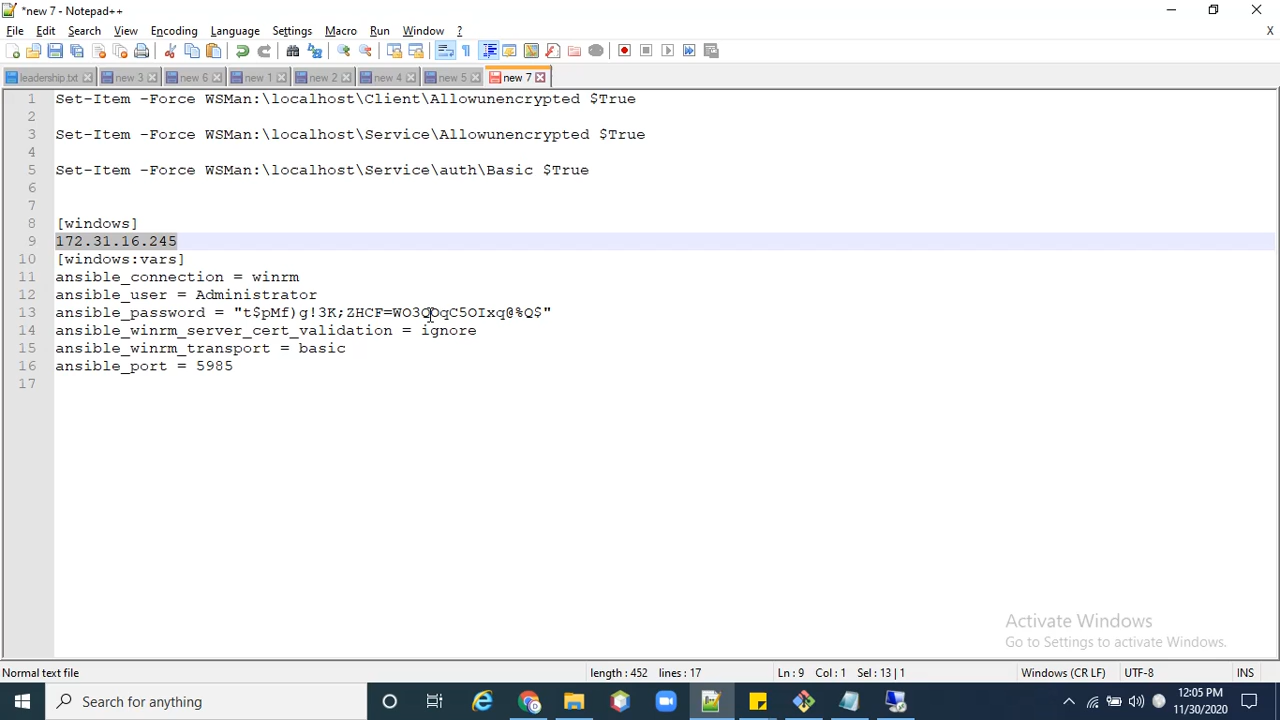 *new 7 - Notepad++
File Edit Search View Encoding Language Settings Macro Run Window ? X
leadership.txt new 3 new 6 new 1 new 2 new 4 new 5 new 7
1 Set-Item -Force WSMan:\localhost\Client\Allowunencrypted $True
2
3 Set-Item -Force WSMan:\localhost\Service\Allowunencrypted $True
4
5 Set-Item -Force WSMan:\localhost\Service\auth\Basic $True
6
7
8 [windows]
9 172.31.16.245
10 [windows:vars]
11 ansible_connection = winrm
12 ansible_user = Administrator
13 ansible_password =
14 ansible_winrm_server_cert_validation = ignore
15 ansible_winrm_transport = basic
16 ansible_port = 5985
17
Activate Windows
Go to Settings to activate Windows.
Normal text file length : 452 lines : 17 Ln : 9 Col : 1 Sel : 13 | 1 Windows (CR LF) UTF-8 INS
Type here: Search for anything
12:05 PM
11/30/2020